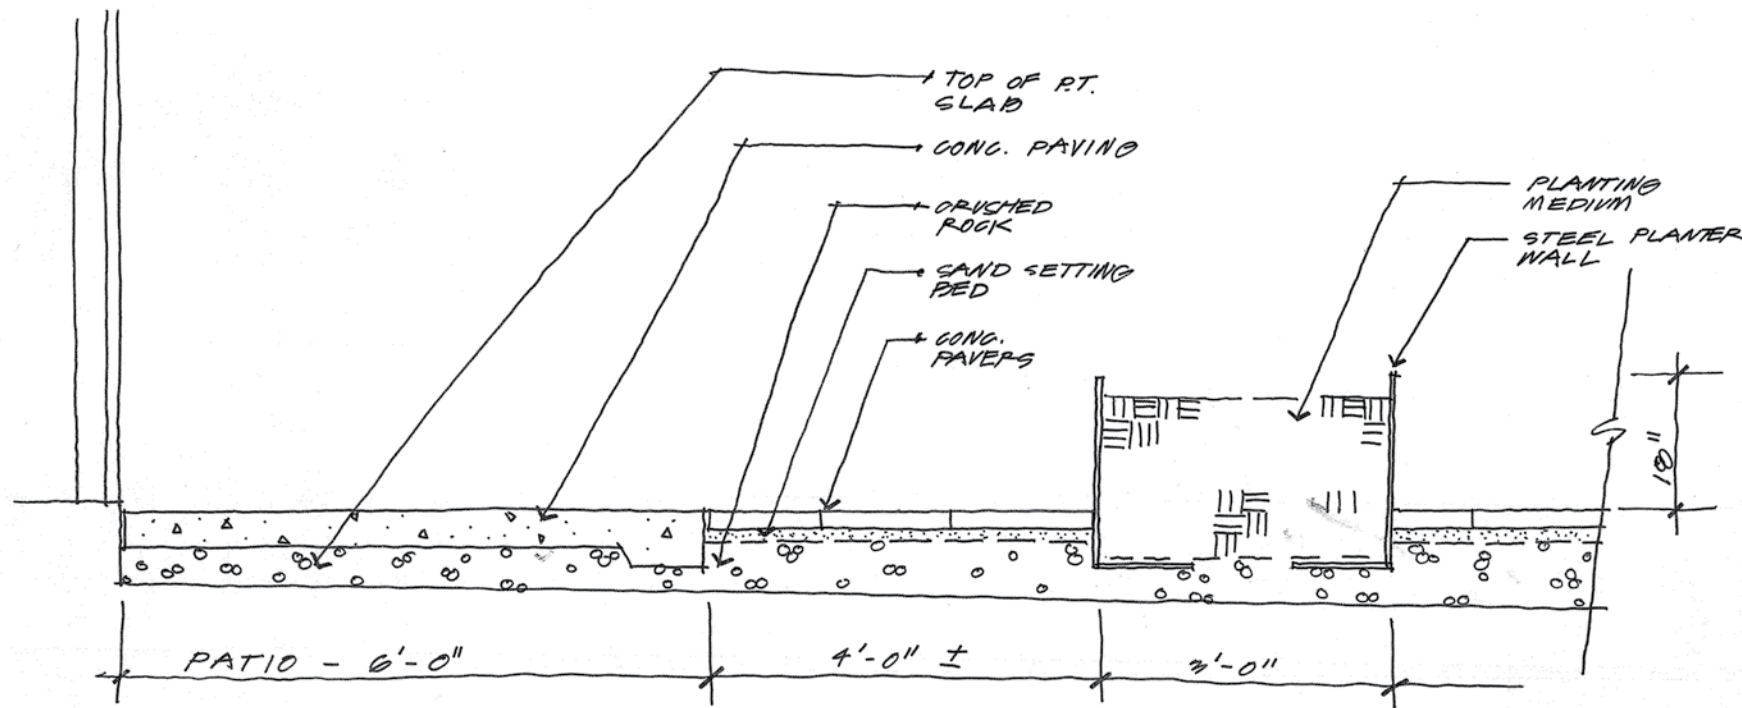 TOP OF P.T.
SLAB
CONC. PAVING
CRUSHED
ROCK
SAND SETTING
BED
CONC.
PAVERS
PLANTING
MEDIUM
STEEL PLANTER
WALL
18"
PATIO - 6'-0"
4'-0" ±
3'-0"